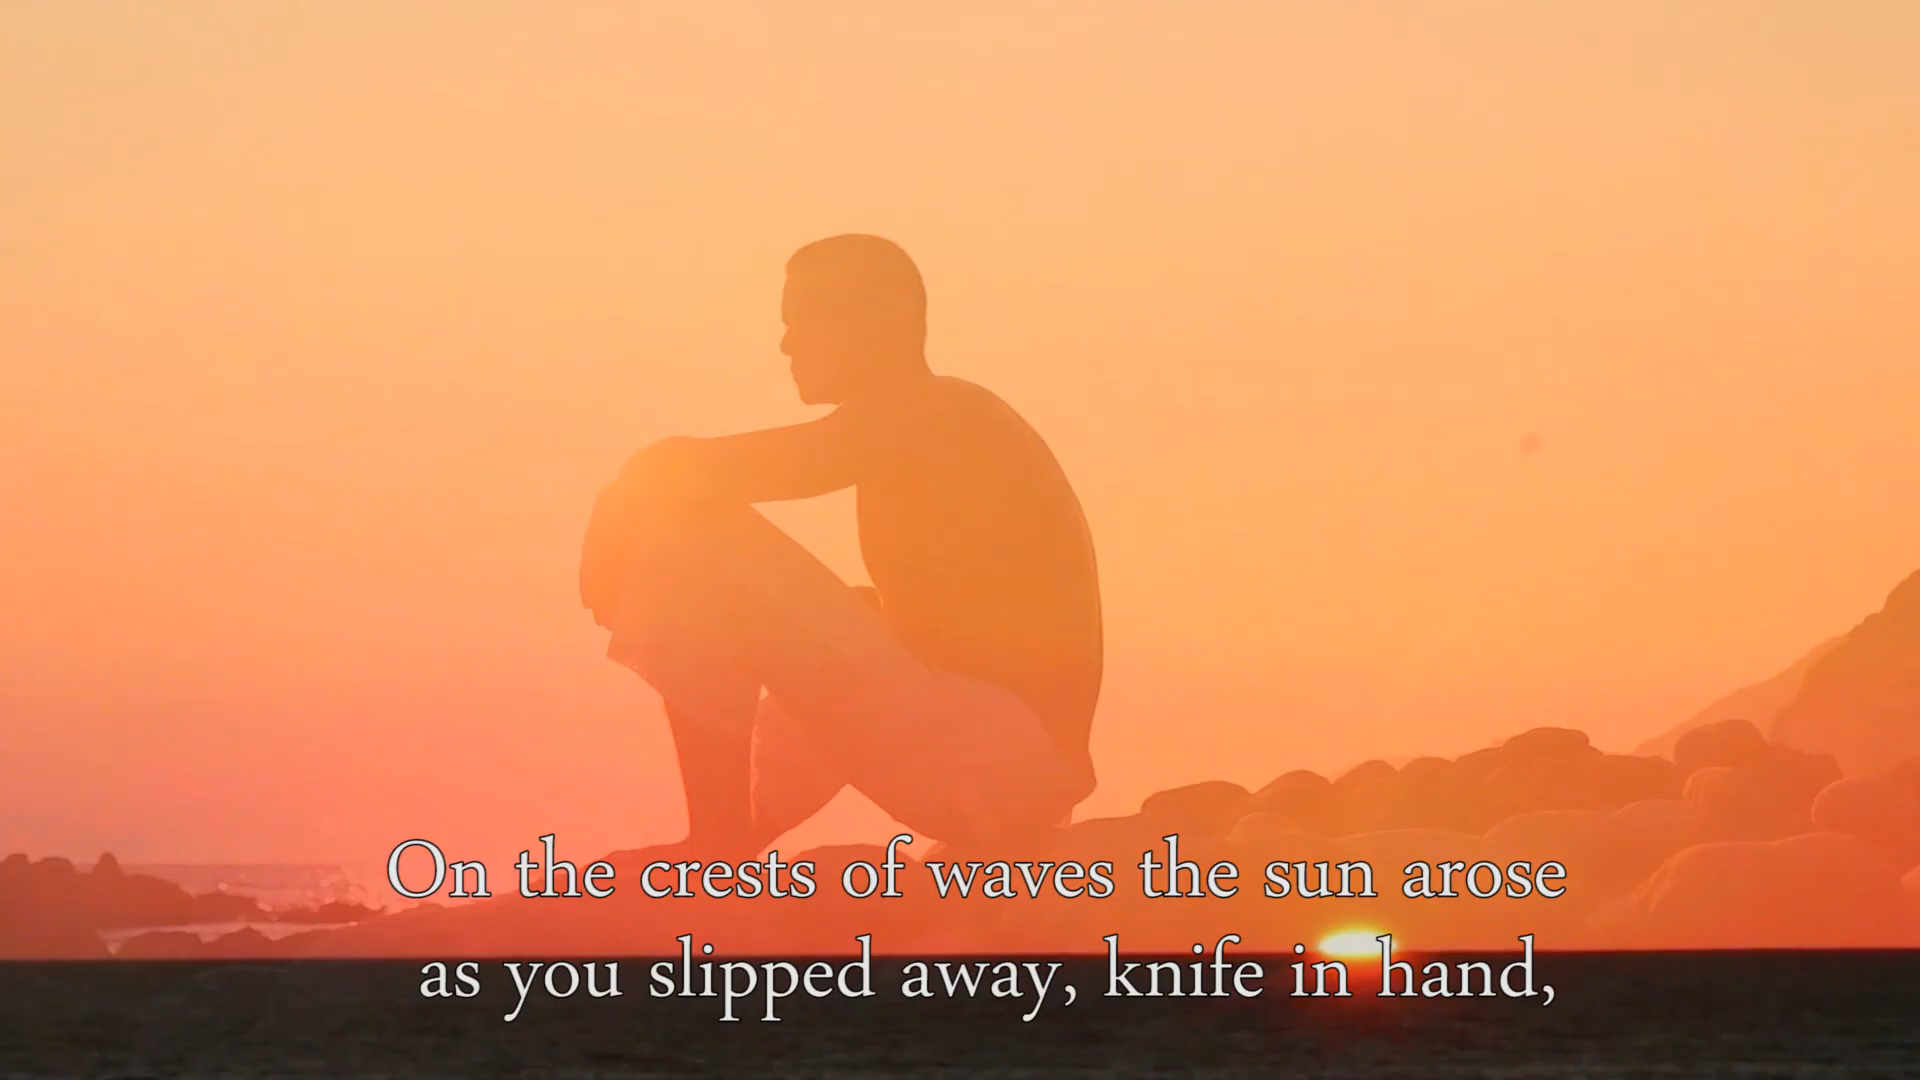 On the crests of waves the sun arose
as you slipped away, knife in hand,